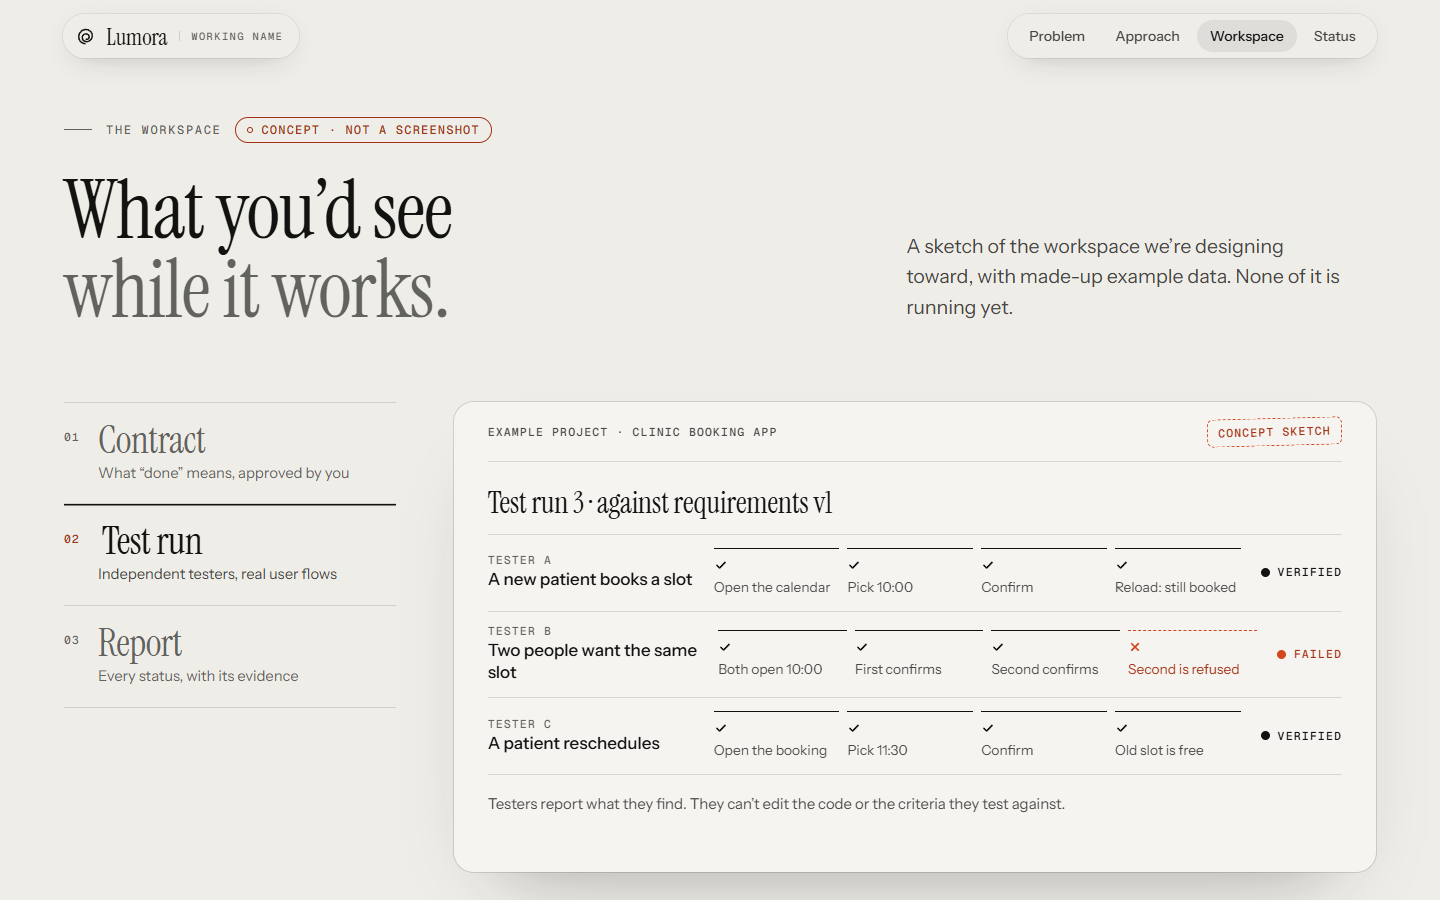 Lumora
WORKING NAME
Problem
Approach
Workspace
Status
THE WORKSPACE
CONCEPT · NOT A SCREENSHOT
What you’d see
while it works.
A sketch of the workspace we’re designing
toward, with made-up example data. None of it is
running yet.
01
Contract
What “done” means, approved by you
02
Test run
Independent testers, real user flows
03
Report
Every status, with its evidence
EXAMPLE PROJECT · CLINIC BOOKING APP
CONCEPT SKETCH
Test run 3 · against requirements v1
TESTER A
A new patient books a slot
Open the calendar
Pick 10:00
Confirm
Reload: still booked
VERIFIED
TESTER B
Two people want the same
slot
Both open 10:00
First confirms
Second confirms
Second is refused
FAILED
TESTER C
A patient reschedules
Open the booking
Pick 11:30
Confirm
Old slot is free
VERIFIED
Testers report what they find. They can’t edit the code or the criteria they test against.